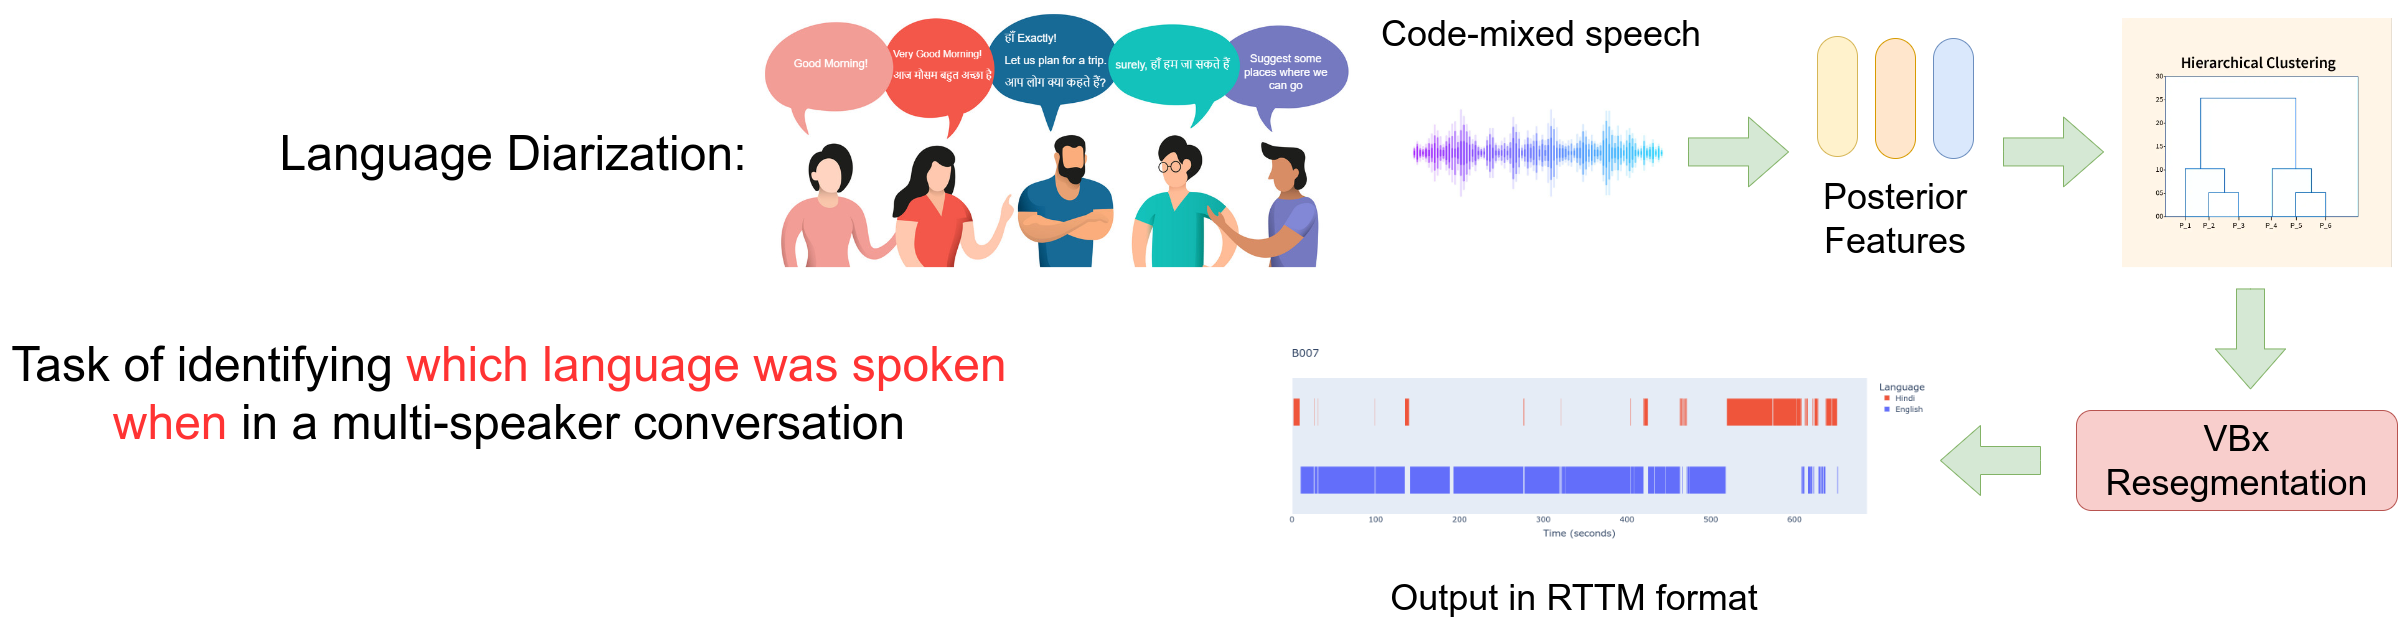 Language Diarization:
Good Morning!
Very Good Morning!
आज मौसम बहुत अच्छा है
हाँ Exactly!
Let us plan for a trip.
आप लोग क्या कहते हैं?
surely, हाँ हम जा सकते हैं
Suggest some
places where we
can go
Code-mixed speech
Posterior
Features
Hierarchical Clustering
30
25
20
15
10
05
00
P_1 P_2 P_3 P_4 P_5 P_6
Task of identifying which language was spoken
when in a multi-speaker conversation
B007
Language
Hindi
English
0 100 200 300 400 500 600
Time (seconds)
VBx
Resegmentation
Output in RTTM format